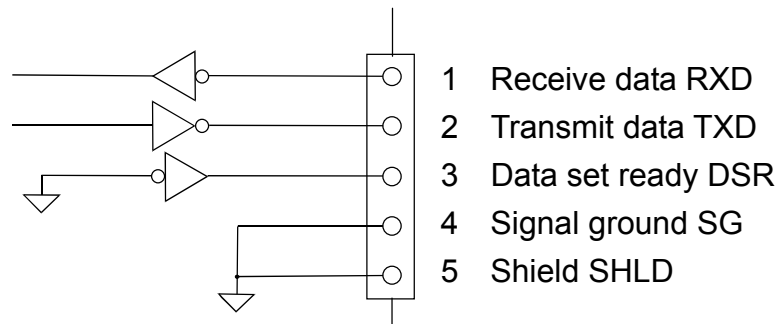 1 Receive data RXD
2 Transmit data TXD
3 Data set ready DSR
4 Signal ground SG
5 Shield SHLD